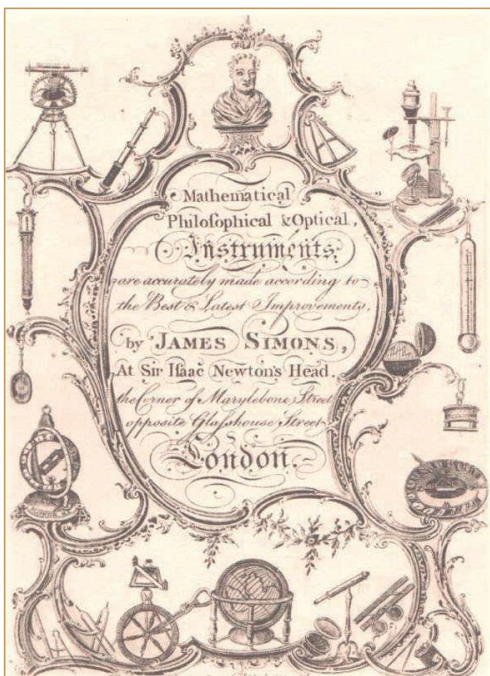 Mathematical
Philoſophical & Optical,
Instruments,
are accurately made according to
the Best & Latest Improvements,
by JAMES SIMONS,
At Sir Iſaac Newton's Head,
the Corner of Marylebone Street
oppoſite Glaſshouse Street
London.